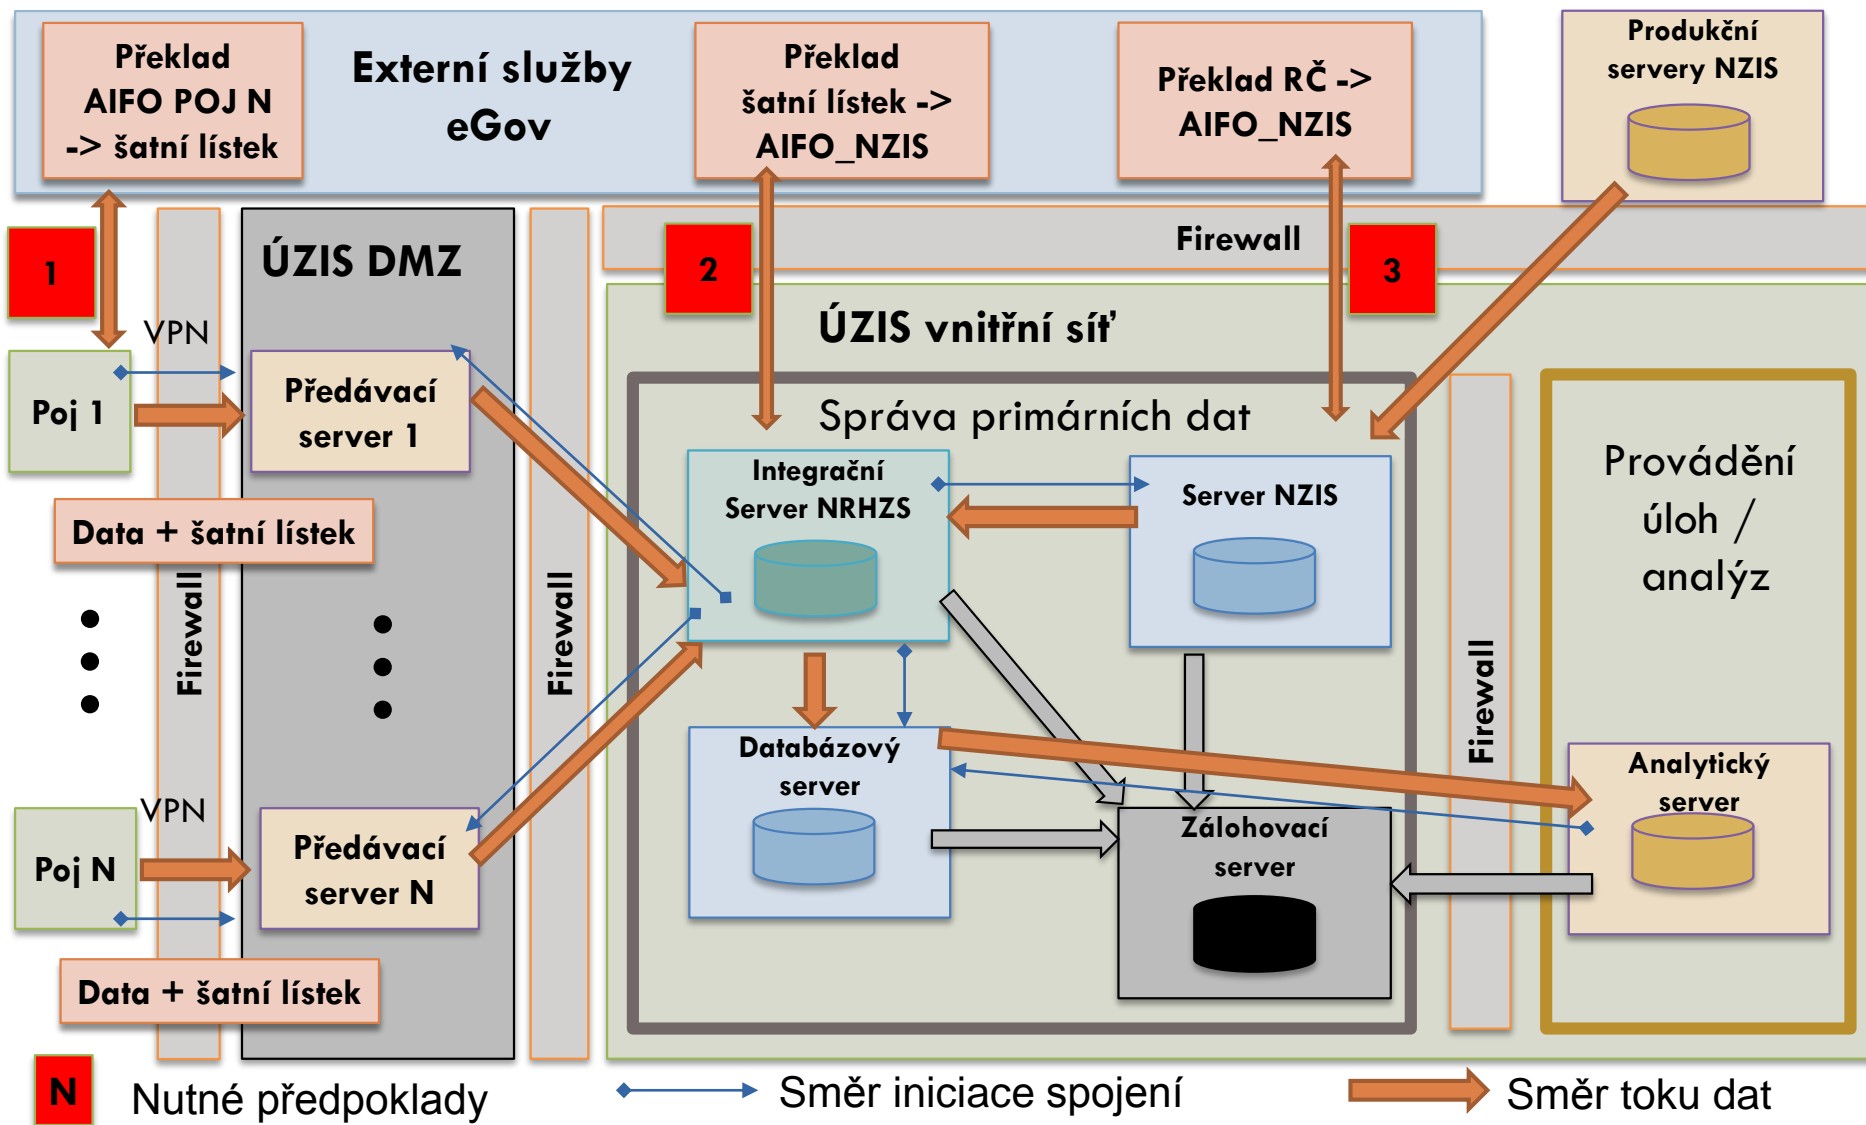 Překlad
AIFO POJ N
-> šatní lístek
Externí služby
eGov
Překlad
šatní lístek ->
AIFO_NZIS
Překlad RČ ->
AIFO_NZIS
Produkční
servery NZIS
1
2
Firewall
3
ÚZIS DMZ
ÚZIS vnitřní síť
VPN
Poj 1
Předávací
server 1
Data + šatní lístek
Firewall
Firewall
Správa primárních dat
Integrační
Server NRHZS
Server NZIS
Provádění
úloh /
analýz
Firewall
Databázový
server
Zálohovací
server
Analytický
server
VPN
Poj N
Předávací
server N
Data + šatní lístek
N
Nutné předpoklady
Směr iniciace spojení
Směr toku dat